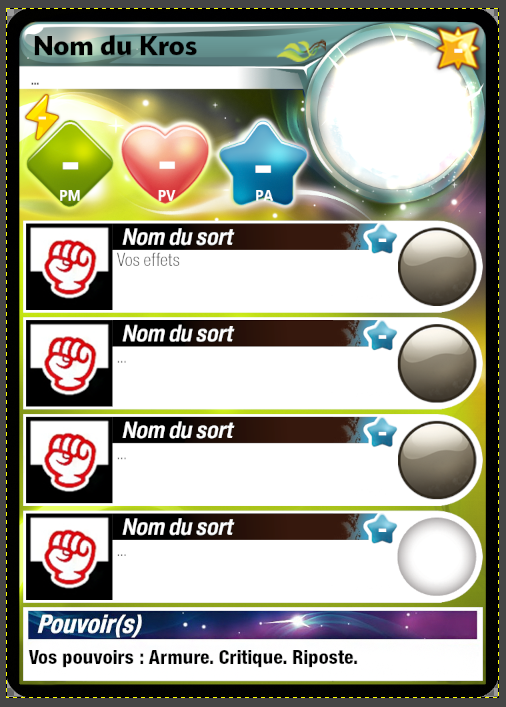 Nom du Kros
-
...
-
-
PM
-
PV
-
PA
Nom du sort
-
Vos effets
Nom du sort
-
...
Nom du sort
-
...
Nom du sort
-
...
Pouvoir(s)
Vos pouvoirs : Armure. Critique. Riposte.